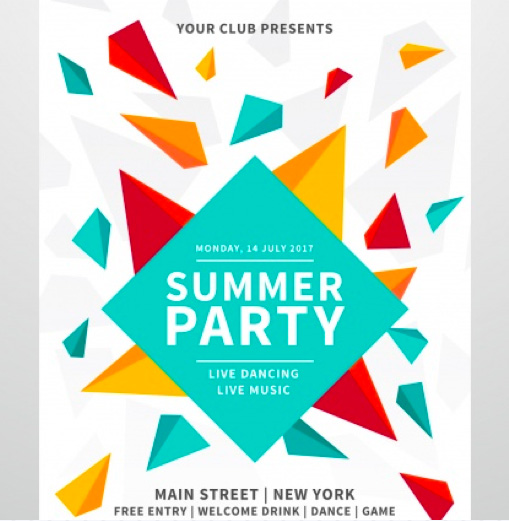 YOUR CLUB PRESENTS
MONDAY, 14 JULY 2017
SUMMER
PARTY
LIVE DANCING
LIVE MUSIC
MAIN STREET | NEW YORK
FREE ENTRY | WELCOME DRINK | DANCE | GAME